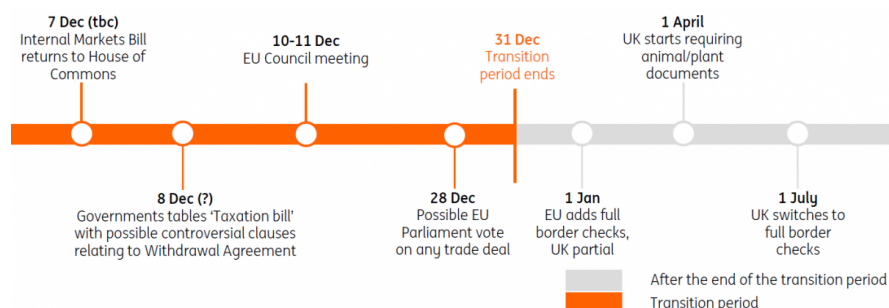 7 Dec (tbc)
Internal Markets Bill
returns to House of
Commons
10-11 Dec
EU Council meeting
31 Dec
Transition
period ends
1 April
UK starts requiring
animal/plant
documents
8 Dec (?)
Governments tables ‘Taxation bill’
with possible controversial clauses
relating to Withdrawal Agreement
28 Dec
Possible EU
Parliament vote
on any trade deal
1 Jan
EU adds full
border checks,
UK partial
1 July
UK switches to
full border
checks
After the end of the transition period
Transition period